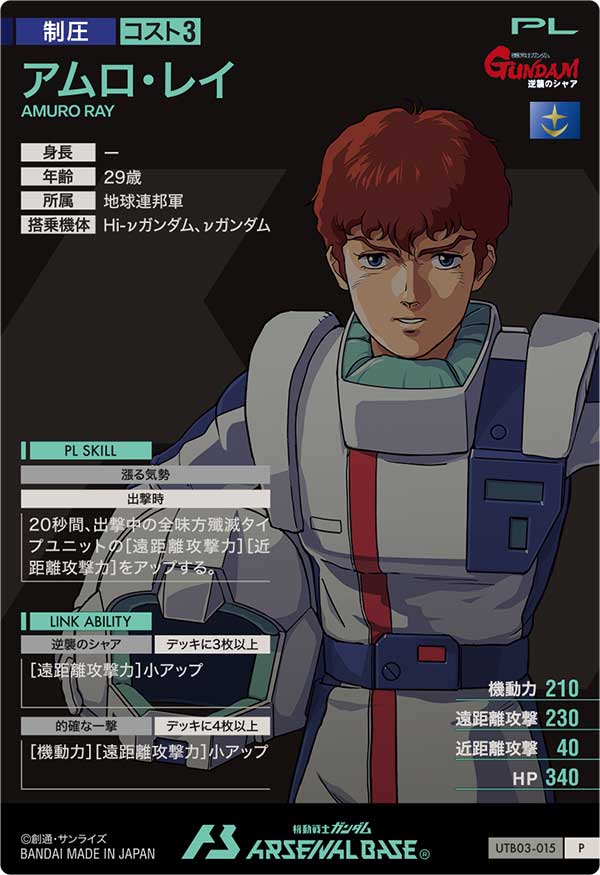 制圧 コスト3
PL
アムロ・レイ
AMURO RAY
機動戦士ガンダム
GUNDAM
逆襲のシャア
身長 ー
年齢 29歳
所属 地球連邦軍
搭乗機体 Hi-νガンダム、νガンダム
PL SKILL
漲る気勢
出撃時
20秒間、出撃中の全味方殲滅タイ
プユニットの[遠距離攻撃力][近
距離攻撃力]をアップする。
LINK ABILITY
逆襲のシャア デッキに3枚以上
[遠距離攻撃力]小アップ
的確な一撃 デッキに4枚以上
[機動力][遠距離攻撃力]小アップ
機動力 210
遠距離攻撃 230
近距離攻撃 40
HP 340
©創通・サンライズ
BANDAI MADE IN JAPAN
機動戦士ガンダム
ARSENAL BASE®
UTB03-015 P